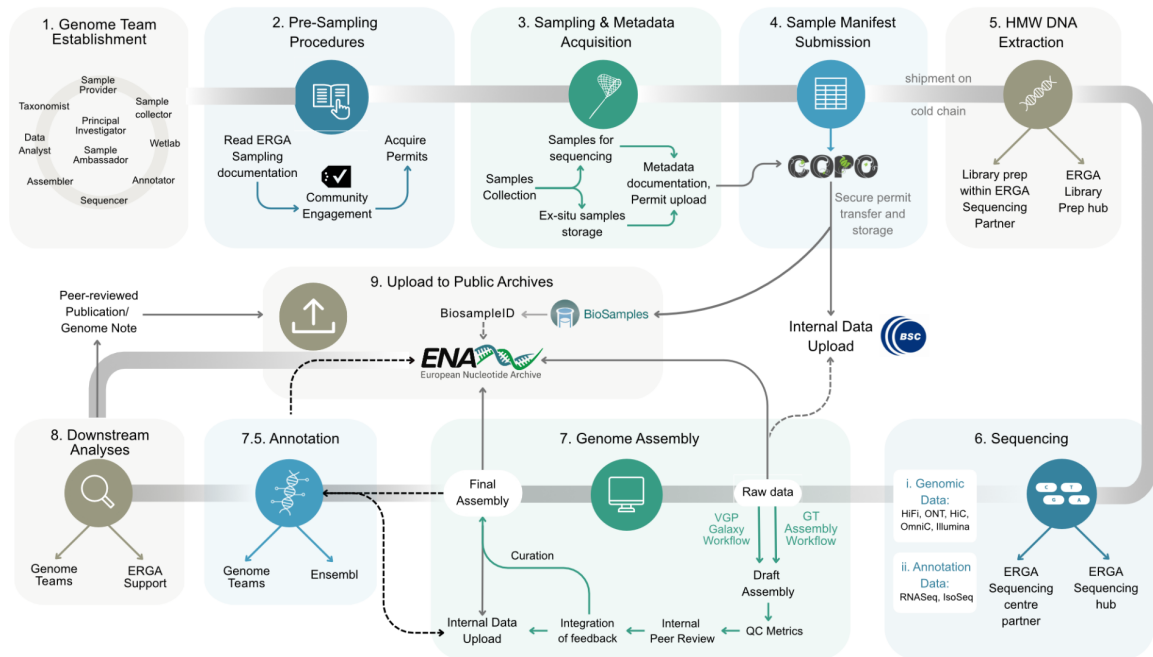 1. Genome Team
Establishment
Sample
Provider
Taxonomist
Sample
collector
Principal
Investigator
Data
Analyst
Sample
Ambassador
Wetlab
Assembler
Annotator
Sequencer
2. Pre-Sampling
Procedures
Read ERGA
Sampling
documentation
Acquire
Permits
Community
Engagement
3. Sampling & Metadata
Acquisition
Samples for
sequencing
Samples
Collection
Metadata
documentation,
Permit upload
Ex-situ samples
storage
4. Sample Manifest
Submission
COPO
Secure permit
transfer and
storage
shipment on
cold chain
5. HMW DNA
Extraction
Library prep
within ERGA
Sequencing
Partner
ERGA
Library
Prep hub
Peer-reviewed
Publication/
Genome Note
9. Upload to Public Archives
BiosampleID
BioSamples
ENA
European Nucleotide Archive
Internal Data
Upload
BSC
8. Downstream
Analyses
Genome
Teams
ERGA
Support
7.5. Annotation
Genome
Teams
Ensembl
7. Genome Assembly
Final
Assembly
Raw data
VGP
Galaxy
Workflow
GT
Assembly
Workflow
Curation
Draft
Assembly
Internal Data
Upload
Integration
of feedback
Internal
Peer Review
QC Metrics
6. Sequencing
i. Genomic
Data:
HiFi, ONT, HiC,
OmniC, Illumina
C T
G A
ii. Annotation
Data:
RNASeq, IsoSeq
ERGA
Sequencing
centre
partner
ERGA
Sequencing
hub